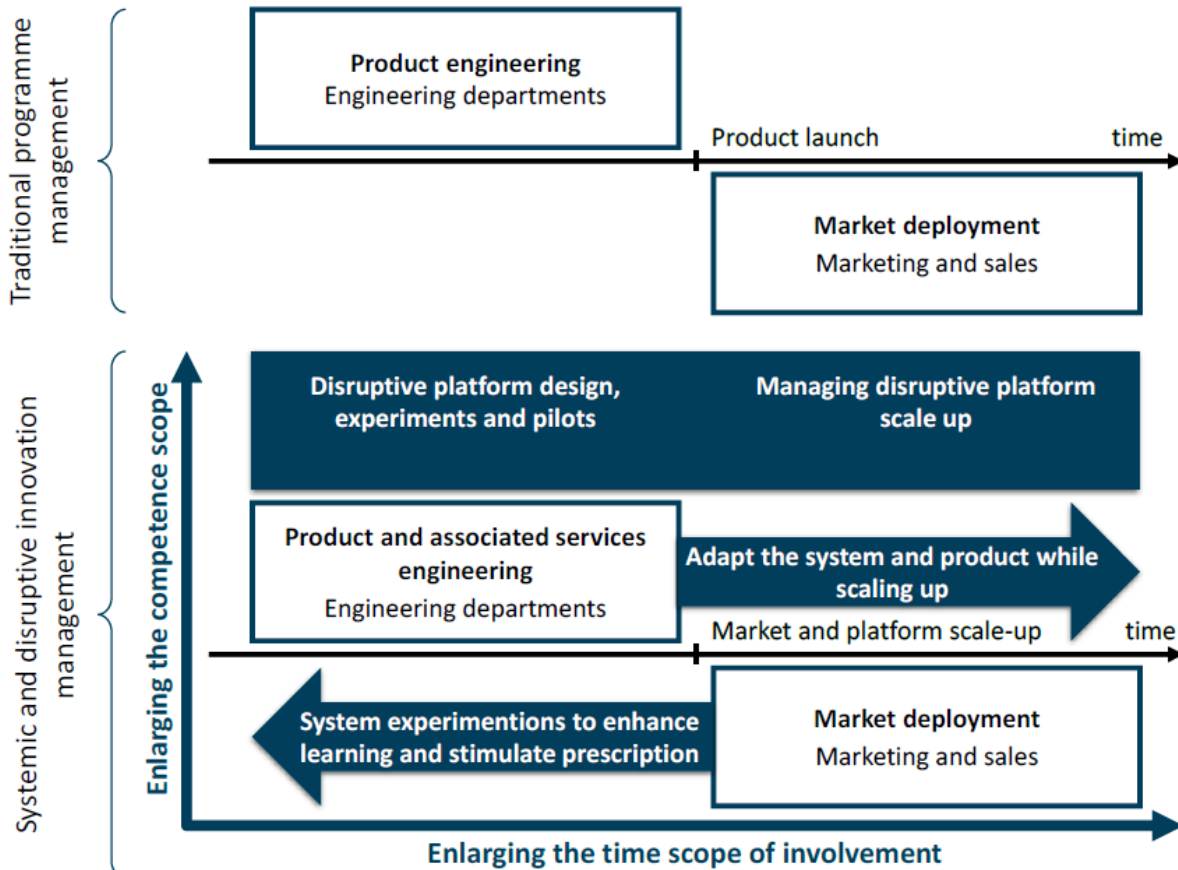 Traditional programme
management
Product engineering
Engineering departments
Product launch
time
Market deployment
Marketing and sales
Systemic and disruptive innovation
management
Enlarging the competence scope
Disruptive platform design,
experiments and pilots
Managing disruptive platform
scale up
Product and associated services
engineering
Engineering departments
Adapt the system and product while
scaling up
Market and platform scale-up
time
System experimentions to enhance
learning and stimulate prescription
Market deployment
Marketing and sales
Enlarging the time scope of involvement